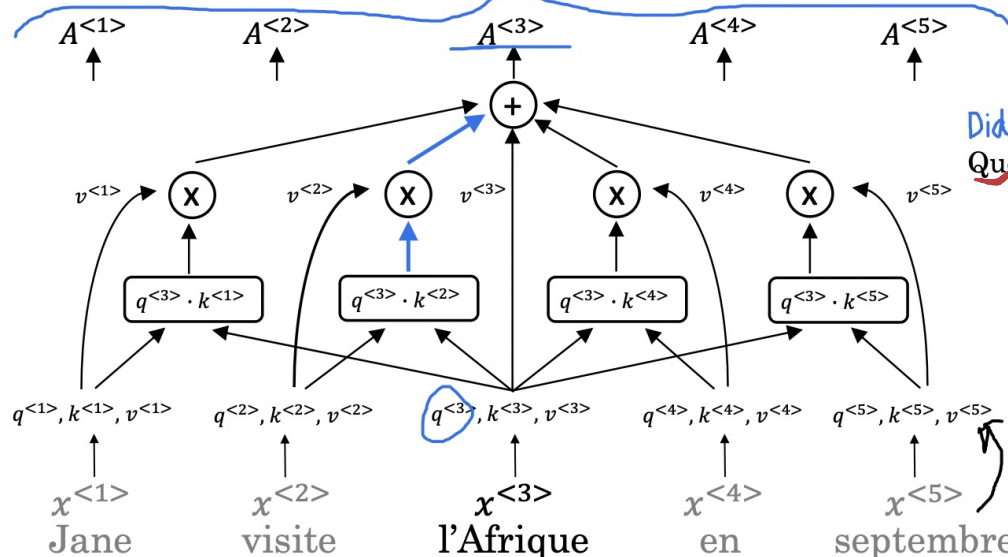 A<1> A<2> A<3> A<4> A<5>
+
Did
Qu
v<1> X v<2> X v<3> X v<4> X v<5>
q<3> · k<1> q<3> · k<2> q<3> · k<4> q<3> · k<5>
q<1>, k<1>, v<1> q<2>, k<2>, v<2> q<3>, k<3>, v<3> q<4>, k<4>, v<4> q<5>, k<5>, v<5>
x<1> x<2> x<3> x<4> x<5>
Jane visite l'Afrique en septembre